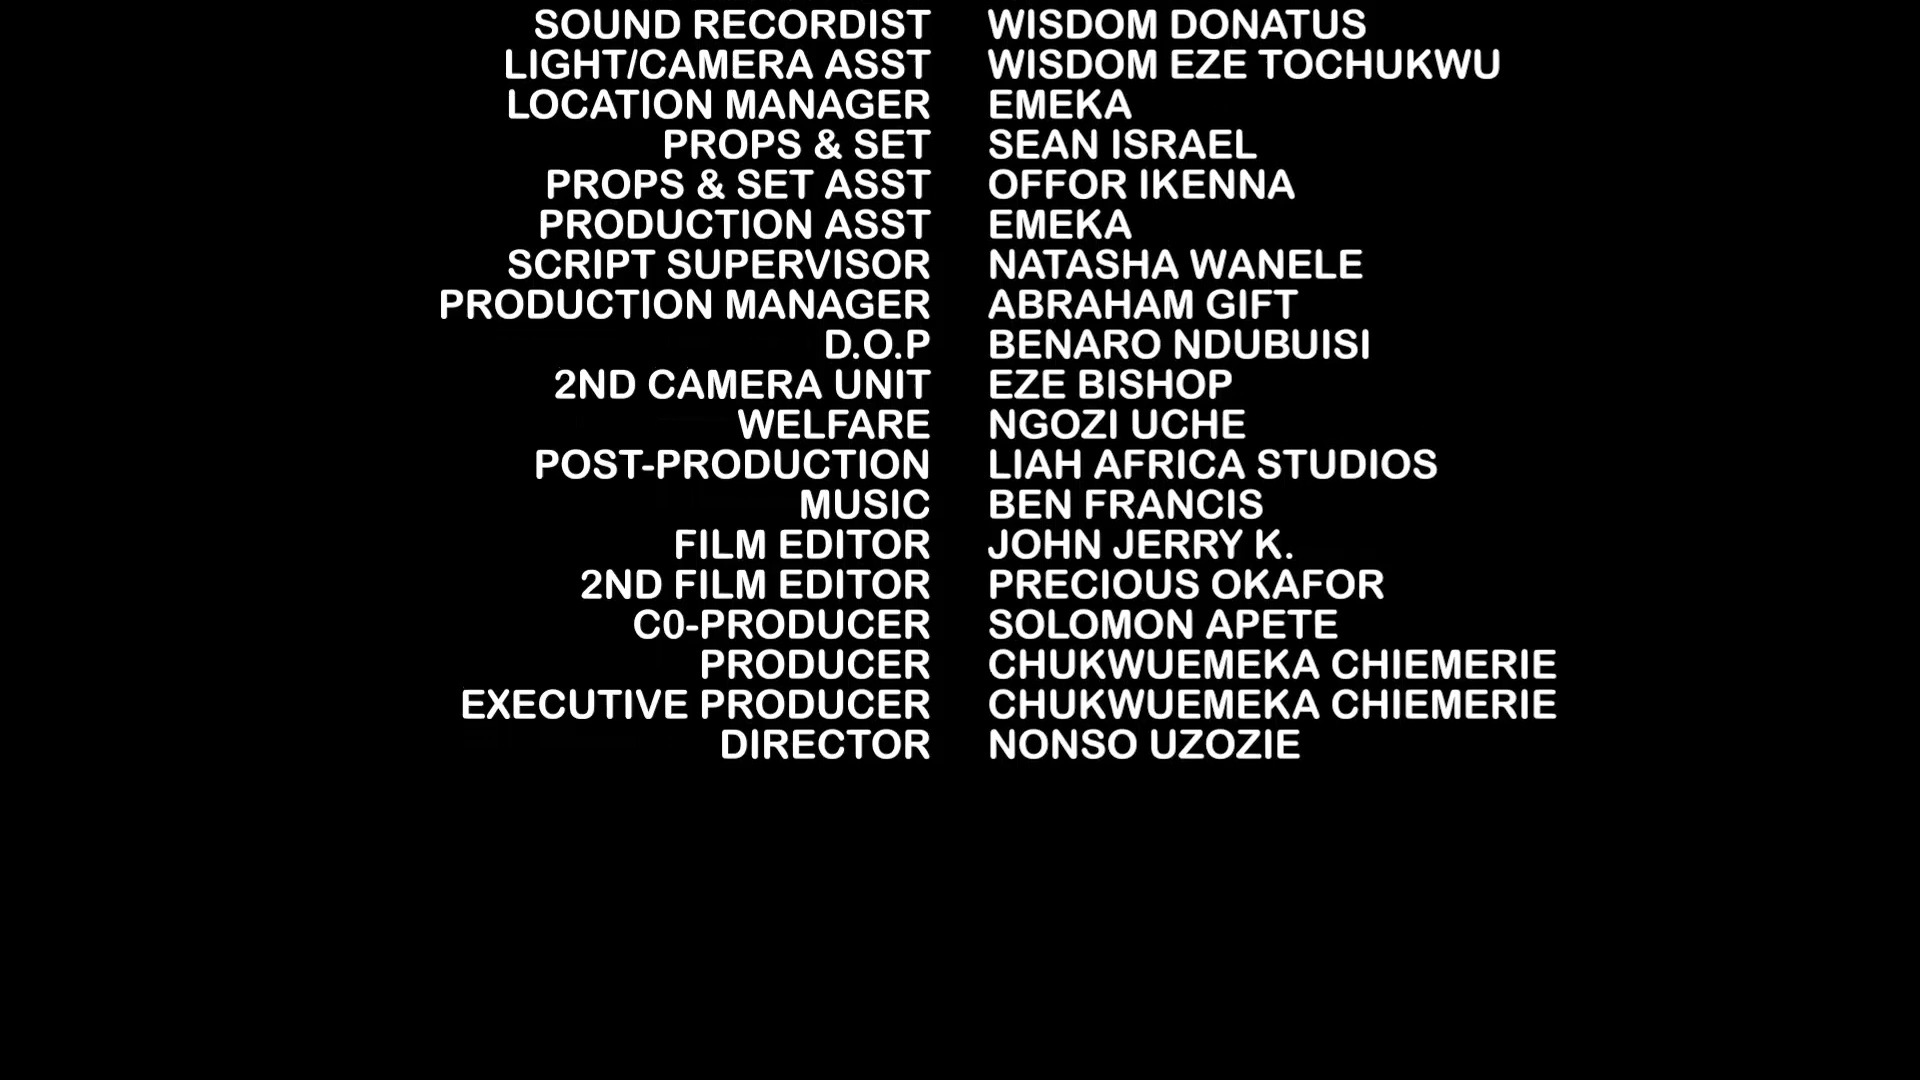 SOUND RECORDIST WISDOM DONATUS
LIGHT/CAMERA ASST WISDOM EZE TOCHUKWU
LOCATION MANAGER EMEKA
PROPS & SET SEAN ISRAEL
PROPS & SET ASST OFFOR IKENNA
PRODUCTION ASST EMEKA
SCRIPT SUPERVISOR NATASHA WANELE
PRODUCTION MANAGER ABRAHAM GIFT
D.O.P BENARO NDUBUISI
2ND CAMERA UNIT EZE BISHOP
WELFARE NGOZI UCHE
POST-PRODUCTION LIAH AFRICA STUDIOS
MUSIC BEN FRANCIS
FILM EDITOR JOHN JERRY K.
2ND FILM EDITOR PRECIOUS OKAFOR
C0-PRODUCER SOLOMON APETE
PRODUCER CHUKWUEMEKA CHIEMERIE
EXECUTIVE PRODUCER CHUKWUEMEKA CHIEMERIE
DIRECTOR NONSO UZOZIE